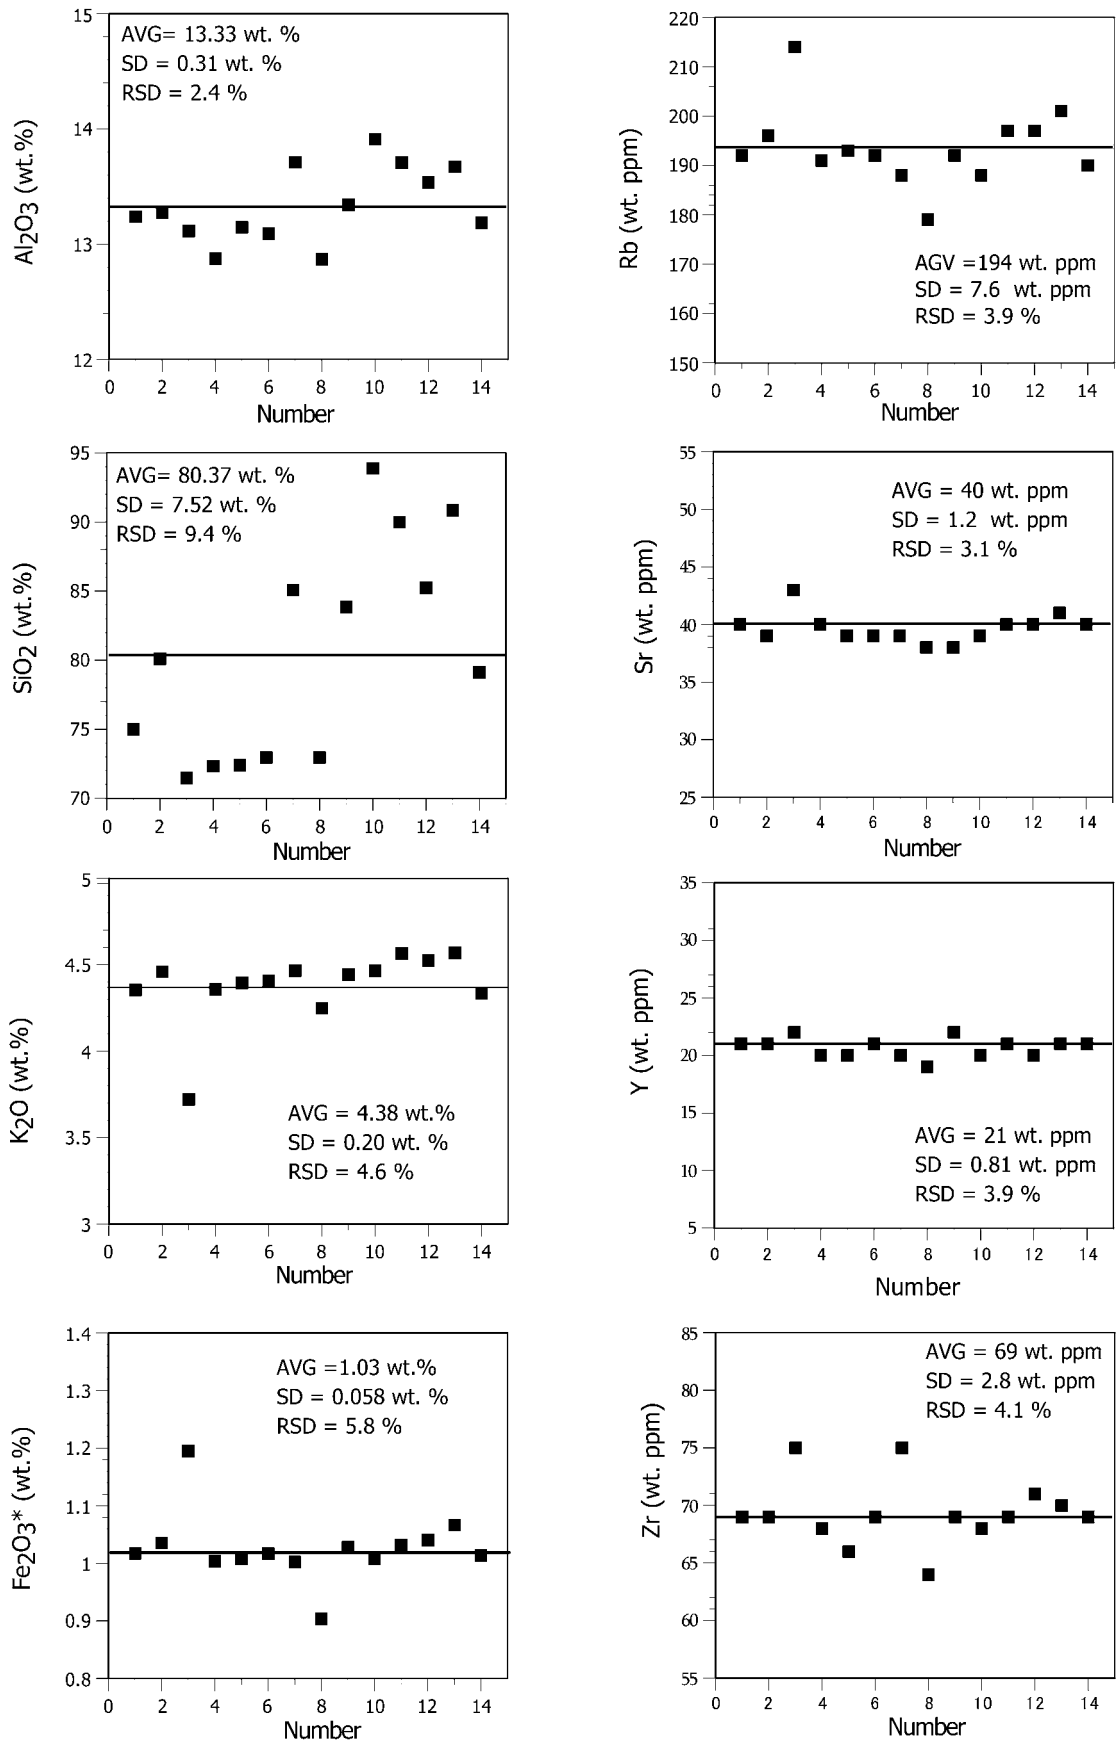 15
14
13
12
Al2O3 (wt.%)
AVG= 13.33 wt. %
SD = 0.31 wt. %
RSD = 2.4 %
0 2 4 6 8 10 12 14
Number
220
210
200
190
180
170
160
150
Rb (wt. ppm)
AGV =194 wt. ppm
SD = 7.6 wt. ppm
RSD = 3.9 %
0 2 4 6 8 10 12 14
Number
95
90
85
80
75
70
SiO2 (wt.%)
AVG= 80.37 wt. %
SD = 7.52 wt. %
RSD = 9.4 %
0 2 4 6 8 10 12 14
Number
55
50
45
40
35
30
25
Sr (wt. ppm)
AVG = 40 wt. ppm
SD = 1.2 wt. ppm
RSD = 3.1 %
0 2 4 6 8 10 12 14
Number
5
4.5
4
3.5
3
K2O (wt.%)
AVG = 4.38 wt.%
SD = 0.20 wt. %
RSD = 4.6 %
0 2 4 6 8 10 12 14
Number
35
30
25
20
15
10
5
Y (wt. ppm)
AVG = 21 wt. ppm
SD = 0.81 wt. ppm
RSD = 3.9 %
0 2 4 6 8 10 12 14
Number
1.4
1.3
1.2
1.1
1
0.9
0.8
Fe2O3* (wt.%)
AVG =1.03 wt.%
SD = 0.058 wt. %
RSD = 5.8 %
0 2 4 6 8 10 12 14
Number
85
80
75
70
65
60
55
Zr (wt. ppm)
AVG = 69 wt. ppm
SD = 2.8 wt. ppm
RSD = 4.1 %
0 2 4 6 8 10 12 14
Number